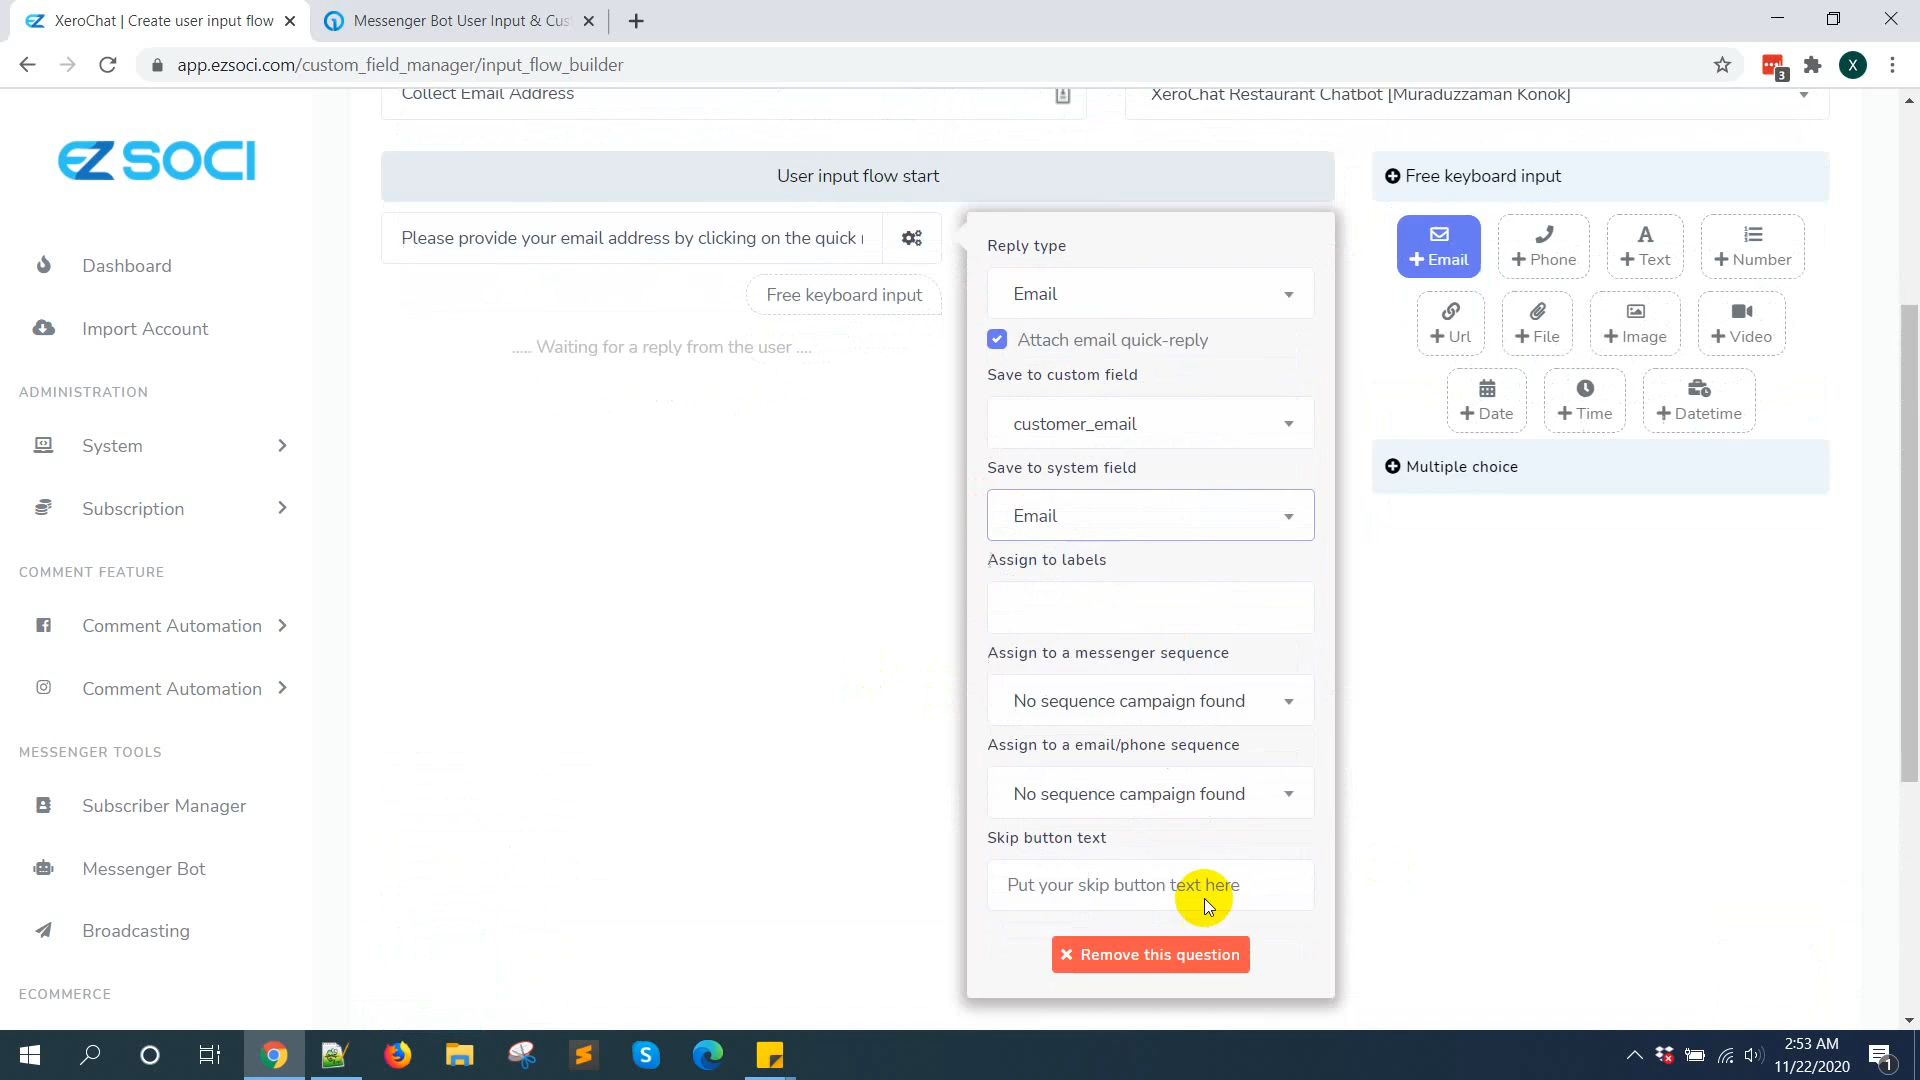 XeroChat | Create user input flow
Messenger Bot User Input & Cus
app.ezsoci.com/custom_field_manager/input_flow_builder
3
X
EZ SOCI
Dashboard
Import Account
ADMINISTRATION
System
Subscription
COMMENT FEATURE
Comment Automation
Comment Automation
MESSENGER TOOLS
Subscriber Manager
Messenger Bot
Broadcasting
ECOMMERCE
Collect Email Address
XeroChat Restaurant Chatbot [Muraduzzaman Konok]
User input flow start
Please provide your email address by clicking on the quick r
Free keyboard input
..... Waiting for a reply from the user ....
Reply type
Email
Attach email quick-reply
Save to custom field
customer_email
Save to system field
Email
Assign to labels
Assign to a messenger sequence
No sequence campaign found
Assign to a email/phone sequence
No sequence campaign found
Skip button text
Put your skip button text here
Remove this question
Free keyboard input
Email
Phone
Text
Number
Url
File
Image
Video
Date
Time
Datetime
Multiple choice
2:53 AM
11/22/2020
1